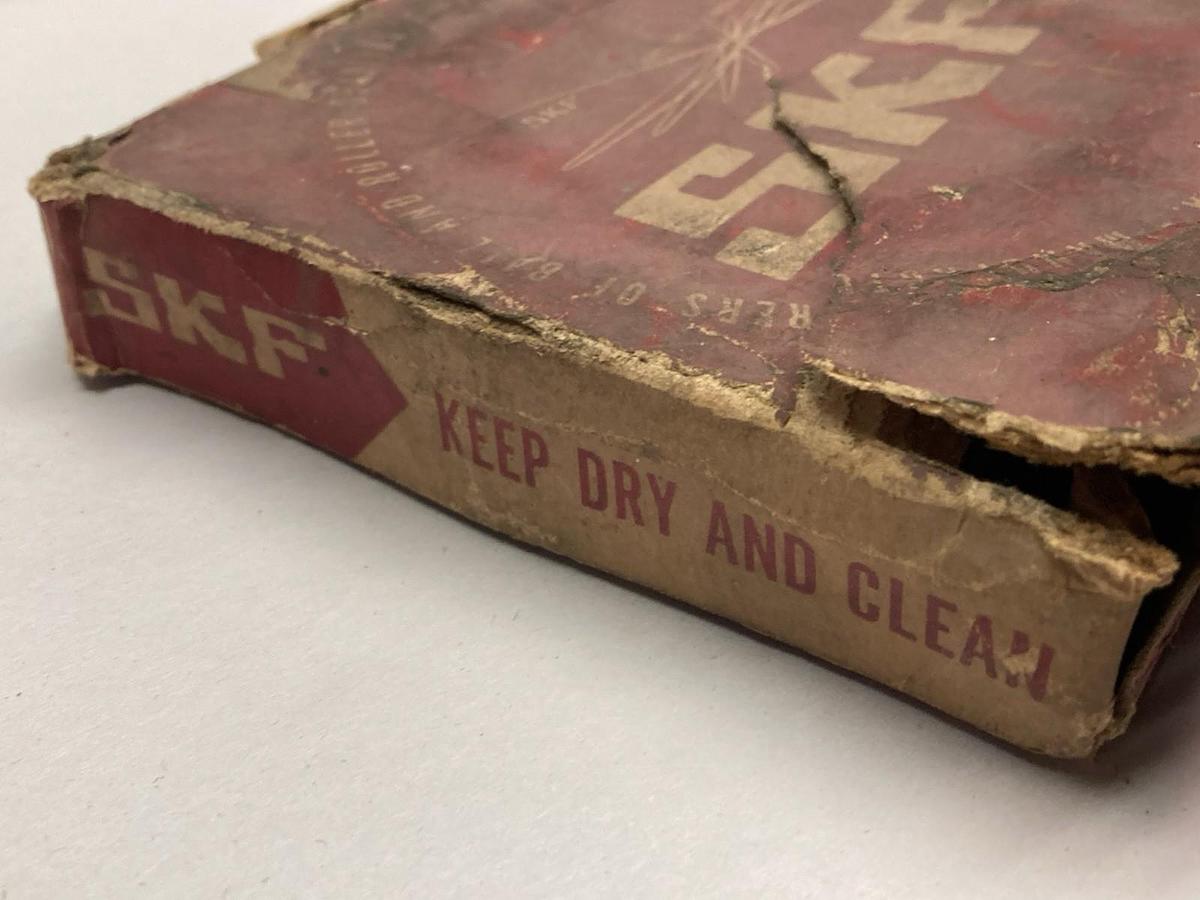 SKF
SKF
RERS OF BALL AND ROLLER
SKF
KEEP DRY AND CLEAN